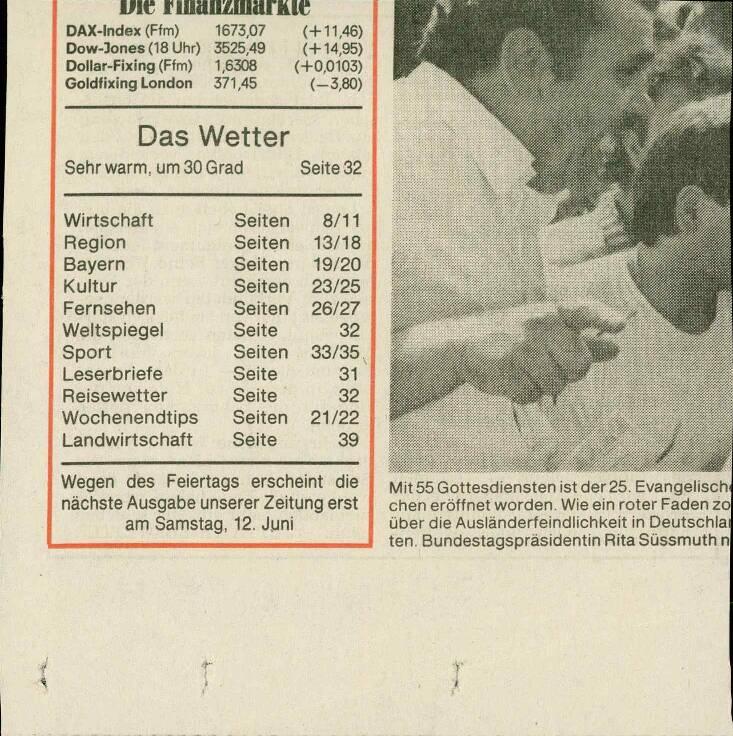 Die Finanzmärkte
DAX-Index (Ffm) 1673,07 (+11,46)
Dow-Jones (18 Uhr) 3525,49 (+14,95)
Dollar-Fixing (Ffm) 1,6308 (+0,0103)
Goldfixing London 371,45 (–3,80)
Das Wetter
Sehr warm, um 30 Grad Seite 32
Wirtschaft Seiten 8/11
Region Seiten 13/18
Bayern Seiten 19/20
Kultur Seiten 23/25
Fernsehen Seiten 26/27
Weltspiegel Seite 32
Sport Seiten 33/35
Leserbriefe Seite 31
Reisewetter Seite 32
Wochenendtips Seiten 21/22
Landwirtschaft Seite 39
Wegen des Feiertags erscheint die
nächste Ausgabe unserer Zeitung erst
am Samstag, 12. Juni
Mit 55 Gottesdiensten ist der 25. Evangelisch
chen eröffnet worden. Wie ein roter Faden zo
über die Ausländerfeindlichkeit in Deutschla
ten. Bundestagspräsidentin Rita Süssmuth n